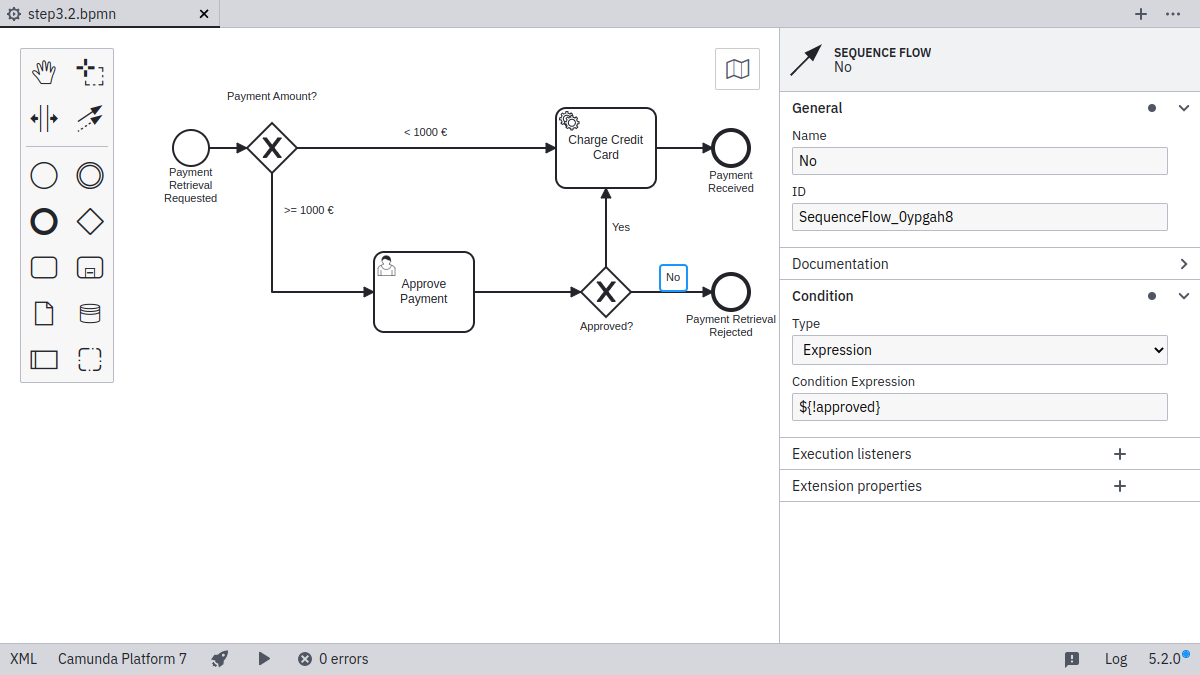 step3.2.bpmn
Payment Amount?
< 1000 €
Payment
Retrieval
Requested
>= 1000 €
Charge Credit
Card
Payment
Received
Yes
Approve
Payment
No
Approved?
Payment Retrieval
Rejected
SEQUENCE FLOW
No
General
Name
No
ID
SequenceFlow_0ypgah8
Documentation
Condition
Type
Expression
Condition Expression
${!approved}
Execution listeners
Extension properties
XML Camunda Platform 7 0 errors Log 5.2.0